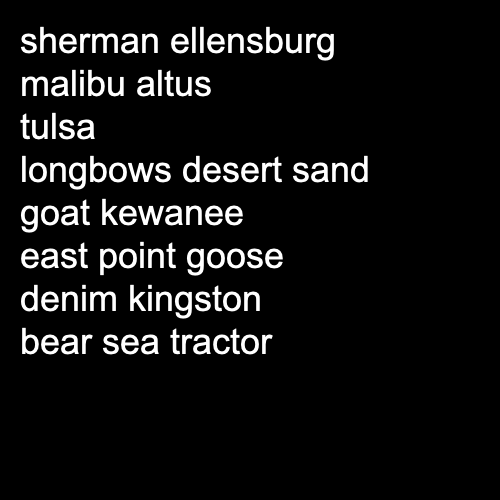 sherman ellensburg
malibu altus
tulsa
longbows desert sand
goat kewanee
east point goose
denim kingston
bear sea tractor